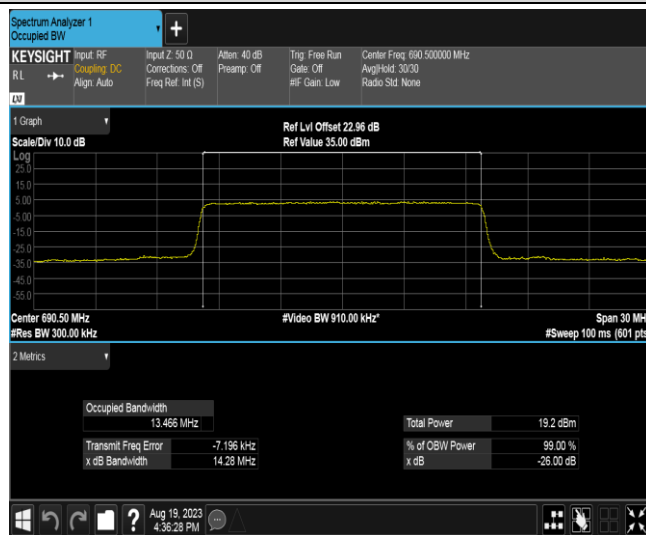 Spectrum Analyzer 1
Occupied BW
+
KEYSIGHT Input: RF Input Z: 50 Ω Atten: 40 dB Trig: Free Run Center Freq: 690.500000 MHz
RL Coupling: DC Corrections: Off Preamp: Off Gate: Off Avg|Hold: 30/30
Align: Auto Freq Ref: Int (S) #IF Gain: Low Radio Std: None
LXI
1 Graph
Ref Lvl Offset 22.96 dB
Scale/Div 10.0 dB Ref Value 35.00 dBm
Log
25.0
15.0
5.00
-5.00
-15.0
-25.0
-35.0
-45.0
-55.0
Center 690.50 MHz #Video BW 910.00 kHz* Span 30 MH
#Res BW 300.00 kHz #Sweep 100 ms (601 pts
2 Metrics
Occupied Bandwidth
13.466 MHz Total Power 19.2 dBm
Transmit Freq Error -7.196 kHz % of OBW Power 99.00 %
x dB Bandwidth 14.28 MHz x dB -26.00 dB
? Aug 19, 2023
4:36:28 PM